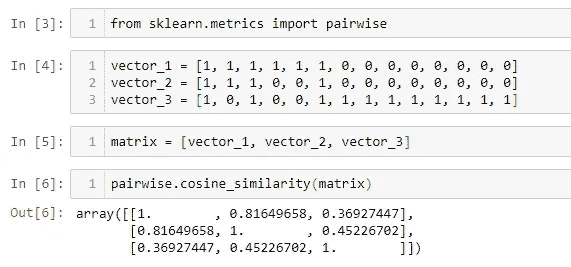 In [3]: 1 from sklearn.metrics import pairwise
In [4]: 1 vector_1 = [1, 1, 1, 1, 1, 1, 0, 0, 0, 0, 0, 0, 0]
2 vector_2 = [1, 1, 1, 0, 0, 1, 0, 0, 0, 0, 0, 0, 0]
3 vector_3 = [1, 0, 1, 0, 0, 1, 1, 1, 1, 1, 1, 1, 1, 1]
In [5]: 1 matrix = [vector_1, vector_2, vector_3]
In [6]: 1 pairwise.cosine_similarity(matrix)
Out[6]: array([[1. , 0.81649658, 0.36927447],
[0.81649658, 1. , 0.45226702],
[0.36927447, 0.45226702, 1. ]])